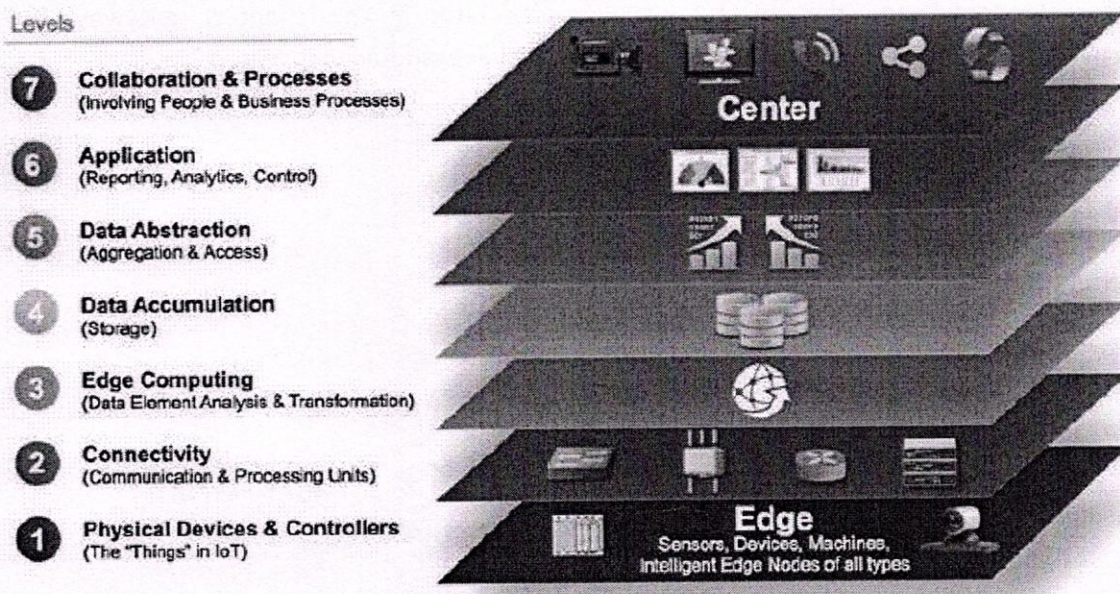 Levels
7
Collaboration & Processes
(Involving People & Business Processes)
6
Application
(Reporting, Analytics, Control)
5
Data Abstraction
(Aggregation & Access)
4
Data Accumulation
(Storage)
3
Edge Computing
(Data Element Analysis & Transformation)
2
Connectivity
(Communication & Processing Units)
1
Physical Devices & Controllers
(The "Things" in IoT)
Center
Edge
Sensors, Devices, Machines,
Intelligent Edge Nodes of all types